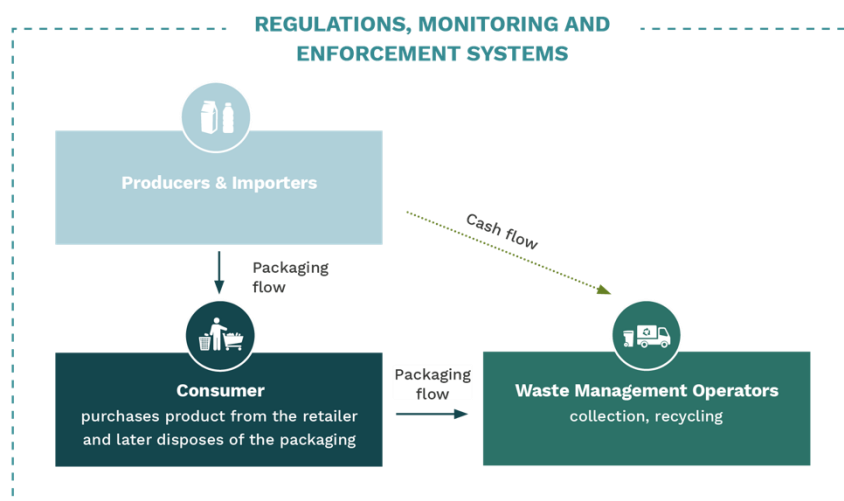 REGULATIONS, MONITORING AND
ENFORCEMENT SYSTEMS
Producers & Importers
Cash flow
Packaging
flow
Consumer
purchases product from the retailer
and later disposes of the packaging
Packaging
flow
Waste Management Operators
collection, recycling